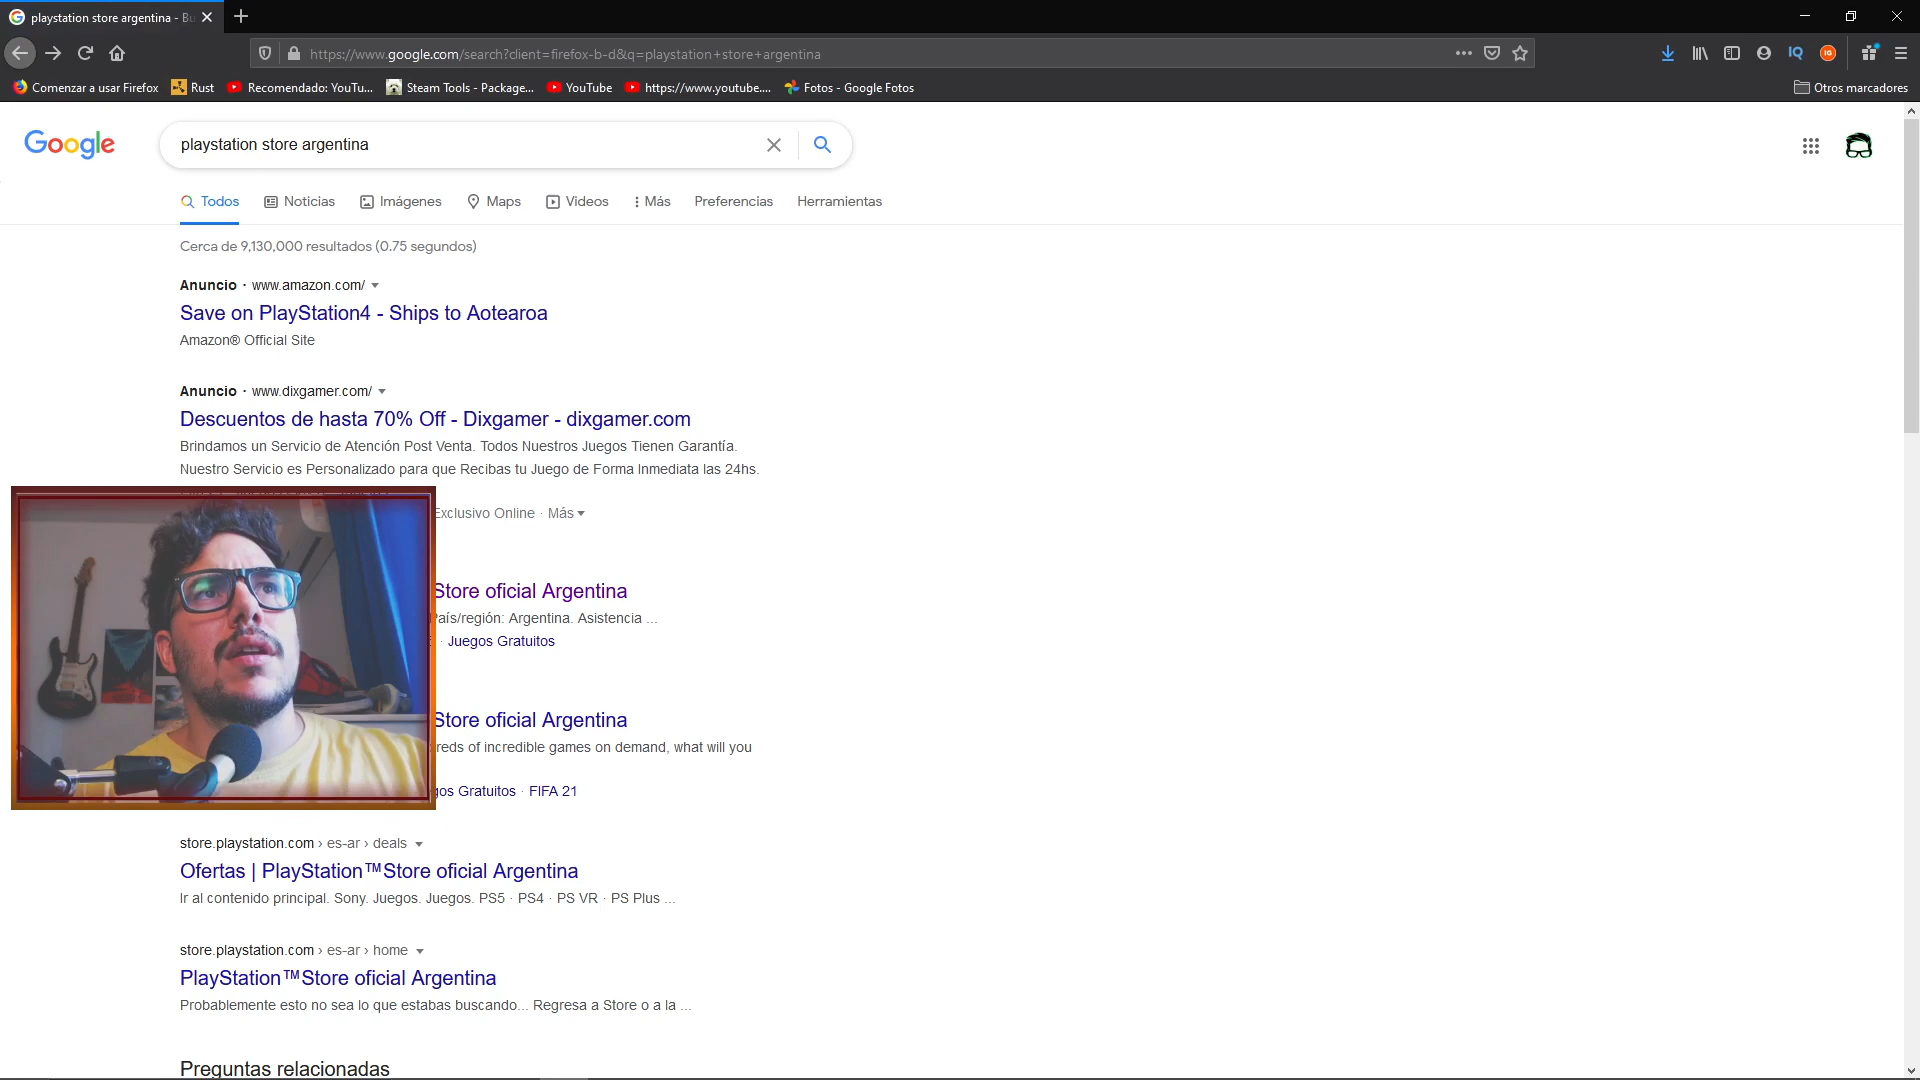 playstation store argentina - Bu
https://www.google.com/search?client=firefox-b-d&q=playstation+store+argentina
IQ
IG
Comenzar a usar Firefox
Rust
Recomendado: YouTu...
Steam Tools - Package...
YouTube
https://www.youtube....
Fotos - Google Fotos
Otros marcadores
Google
playstation store argentina
Todos
Noticias
Imágenes
Maps
Videos
Más
Preferencias
Herramientas
Cerca de 9,130,000 resultados (0.75 segundos)
Anuncio · www.amazon.com/
Save on PlayStation4 - Ships to Aotearoa
Amazon® Official Site
Anuncio · www.dixgamer.com/
Descuentos de hasta 70% Off - Dixgamer - dixgamer.com
Brindamos un Servicio de Atención Post Venta. Todos Nuestros Juegos Tienen Garantía.
Nuestro Servicio es Personalizado para que Recibas tu Juego de Forma Inmediata las 24hs.
Exclusivo Online · Más
Store oficial Argentina
País/región: Argentina. Asistencia ...
· Juegos Gratuitos
Store oficial Argentina
reds of incredible games on demand, what will you
gos Gratuitos · FIFA 21
store.playstation.com › es-ar › deals
Ofertas | PlayStation™Store oficial Argentina
Ir al contenido principal. Sony. Juegos. Juegos. PS5 · PS4 · PS VR · PS Plus ...
store.playstation.com › es-ar › home
PlayStation™Store oficial Argentina
Probablemente esto no sea lo que estabas buscando... Regresa a Store o a la ...
Preguntas relacionadas